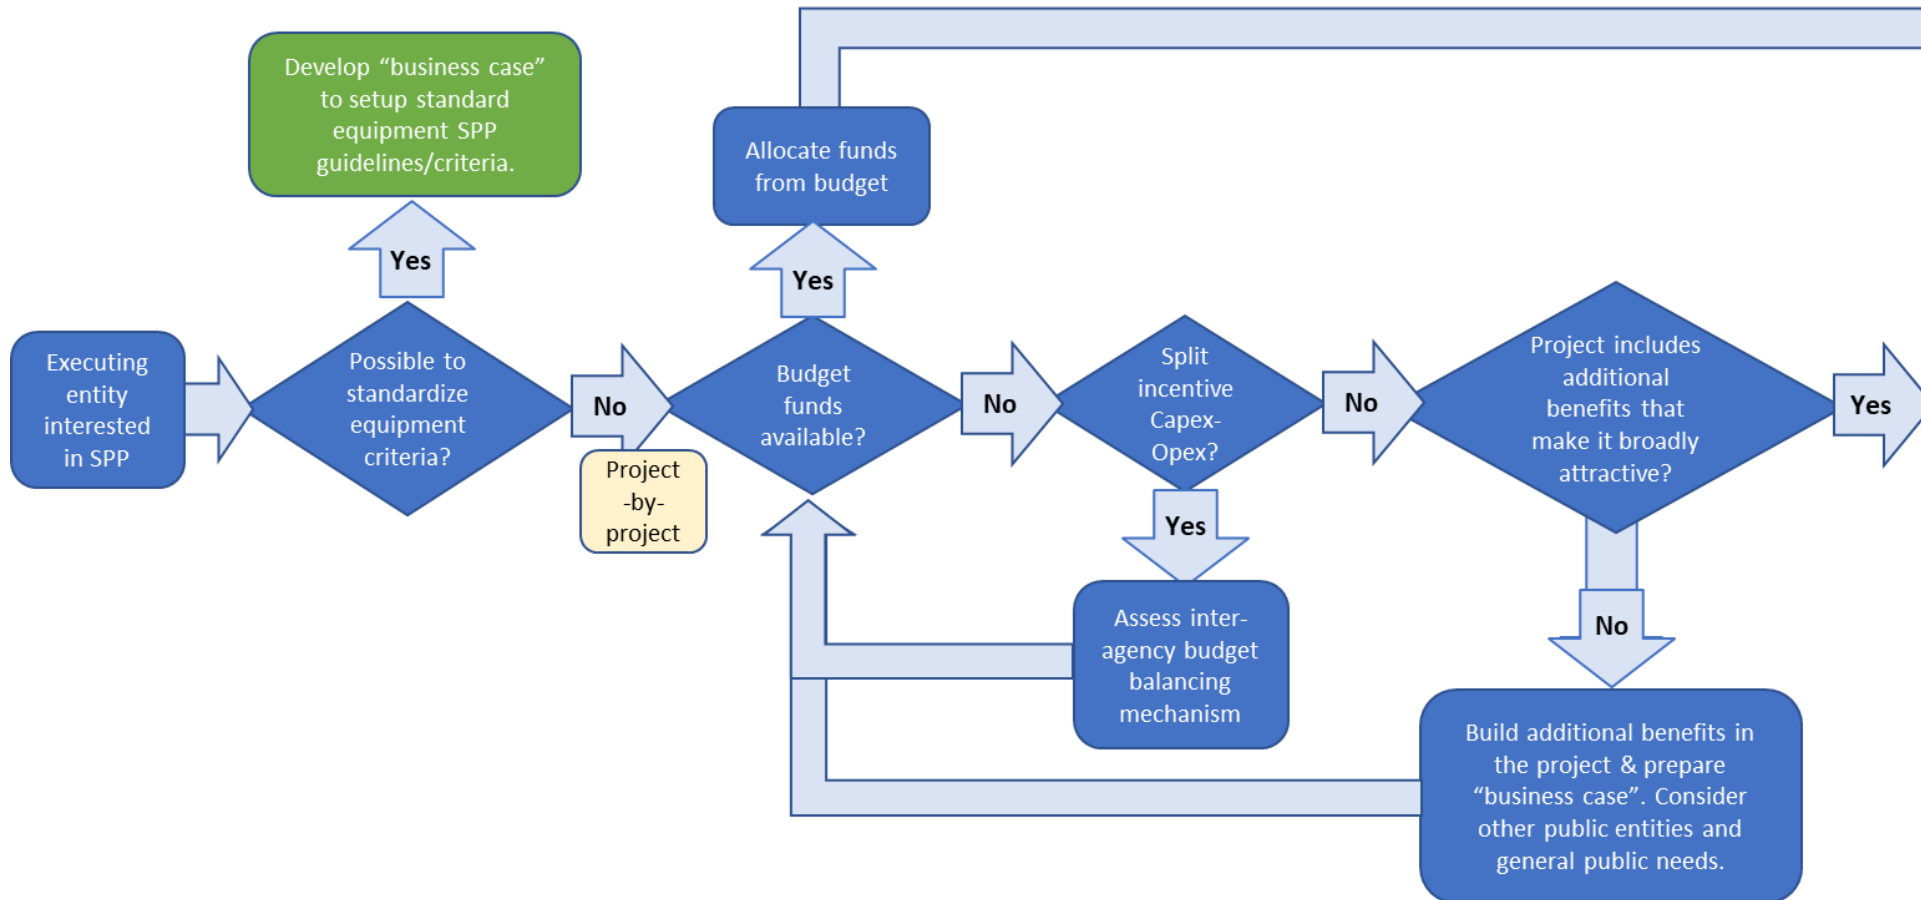 Develop “business case”
to setup standard
equipment SPP
guidelines/criteria.
Allocate funds
from budget
Yes
Yes
Executing
entity
interested
in SPP
Possible to
standardize
equipment
criteria?
No
Project
-by-
project
Budget
funds
available?
No
Split
incentive
Capex-
Opex?
No
Project includes
additional
benefits that
make it broadly
attractive?
Yes
Yes
Assess inter-
agency budget
balancing
mechanism
No
Build additional benefits in
the project & prepare
“business case”. Consider
other public entities and
general public needs.